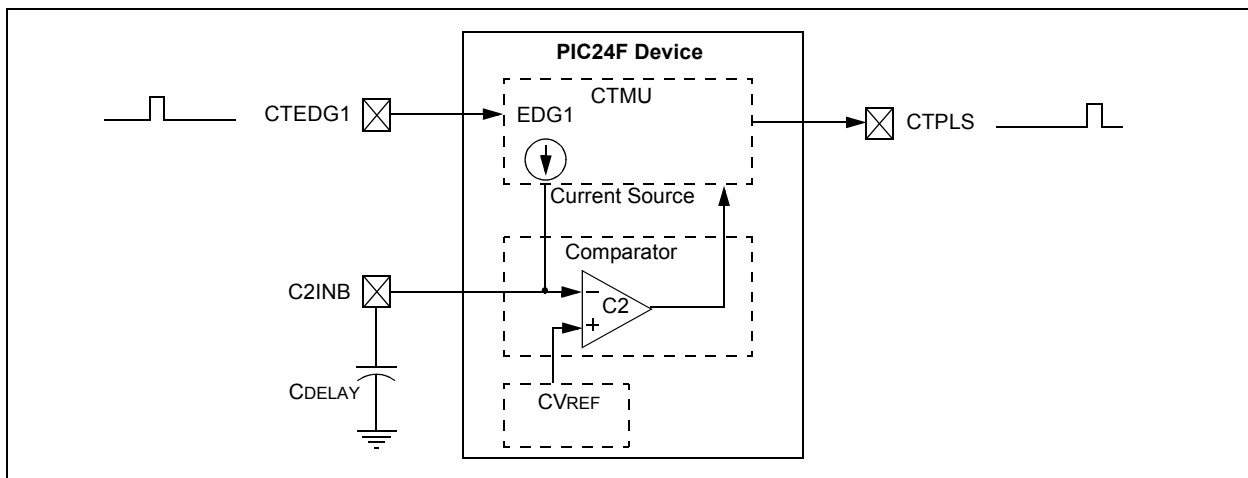 PIC24F Device
CTMU
CTEDG1
EDG1
CTPLS
Current Source
Comparator
C2INB
–
C2
+
CDELAY
CVREF